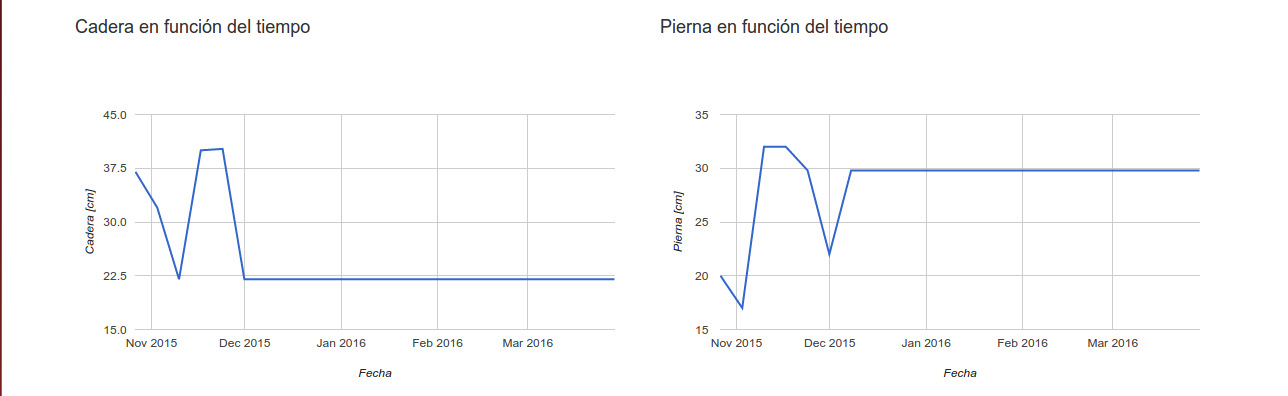 Cadera en función del tiempo
45.0
37.5
30.0
22.5
15.0
Cadera [cm]
Nov 2015 Dec 2015 Jan 2016 Feb 2016 Mar 2016
Fecha
Pierna en función del tiempo
35
30
25
20
15
Pierna [cm]
Nov 2015 Dec 2015 Jan 2016 Feb 2016 Mar 2016
Fecha